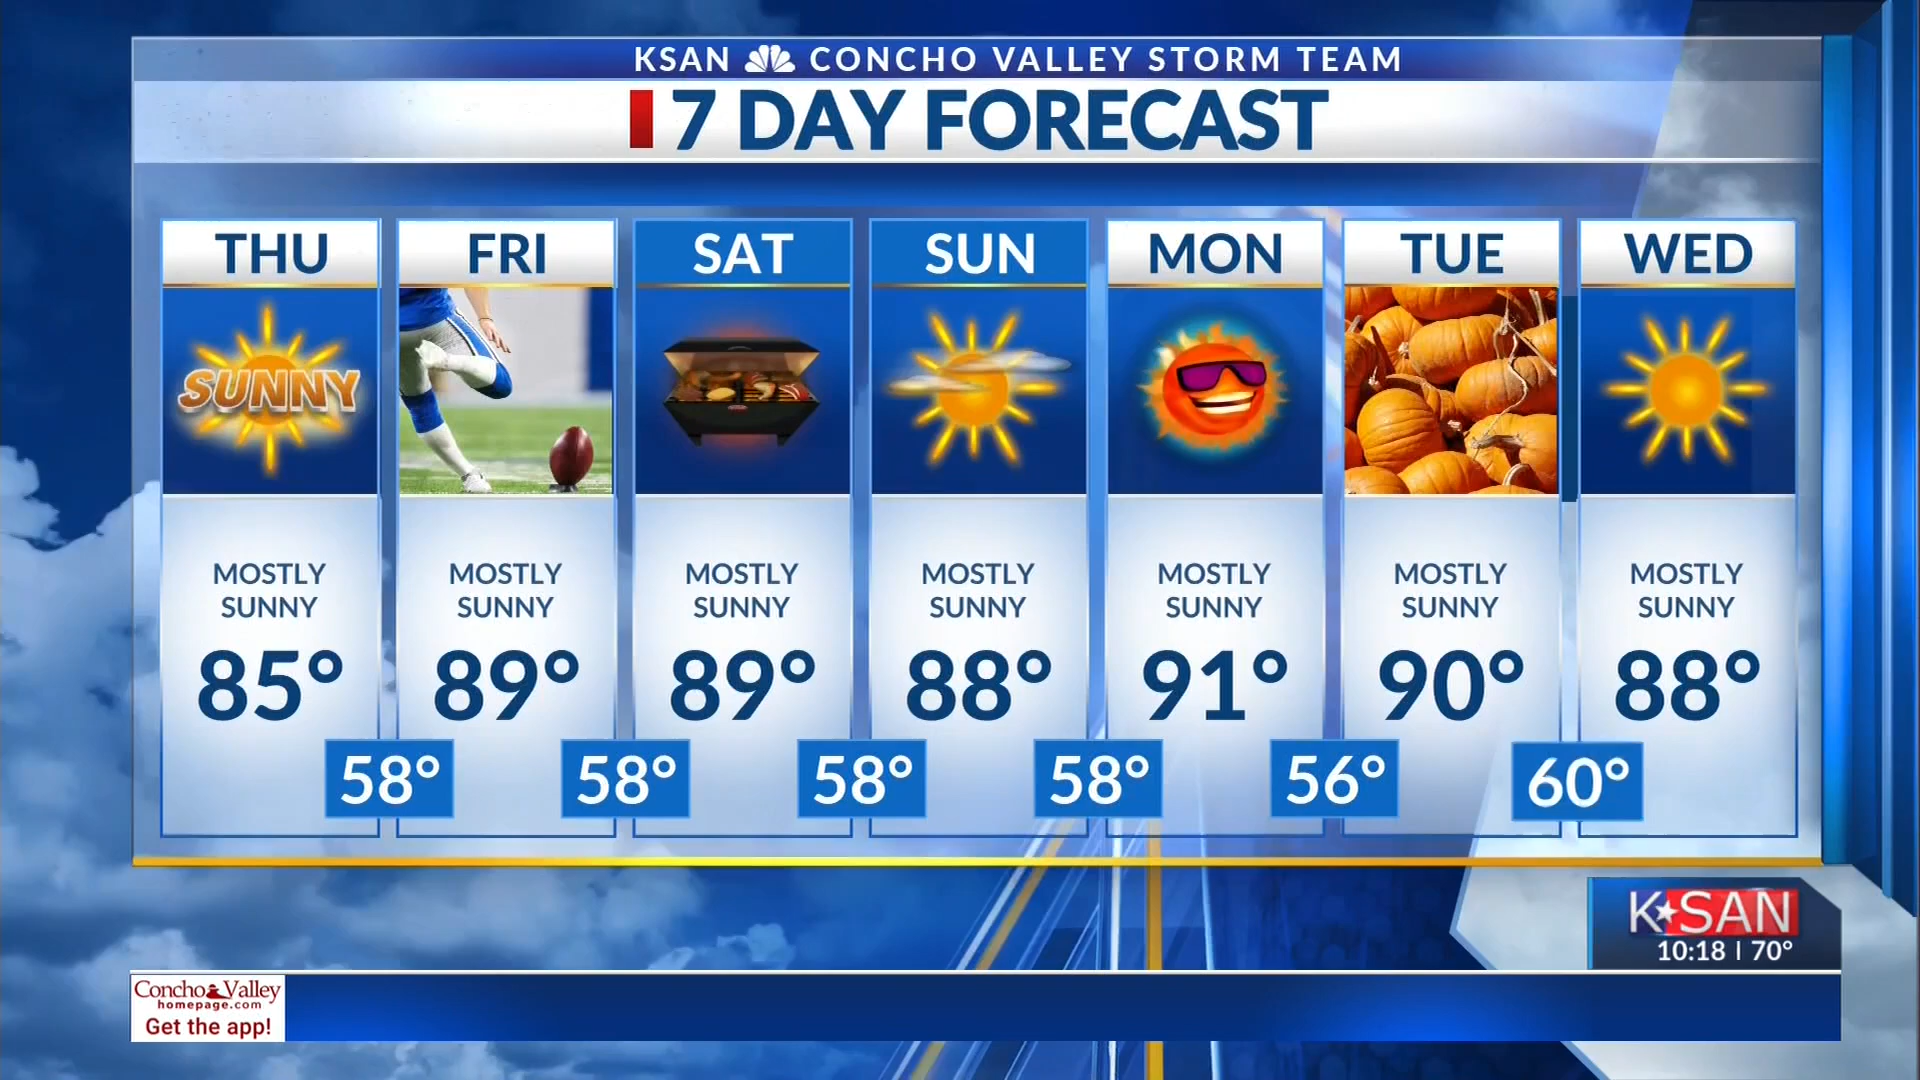 KSAN CONCHO VALLEY STORM TEAM
7 DAY FORECAST
THU FRI SAT SUN MON TUE WED
SUNNY
MOSTLY SUNNY
85°
MOSTLY SUNNY
89°
MOSTLY SUNNY
89°
MOSTLY SUNNY
88°
MOSTLY SUNNY
91°
MOSTLY SUNNY
90°
MOSTLY SUNNY
88°
58° 58° 58° 58° 56° 60°
KSAN
10:18 | 70°
Concho Valley
homepage.com
Get the app!